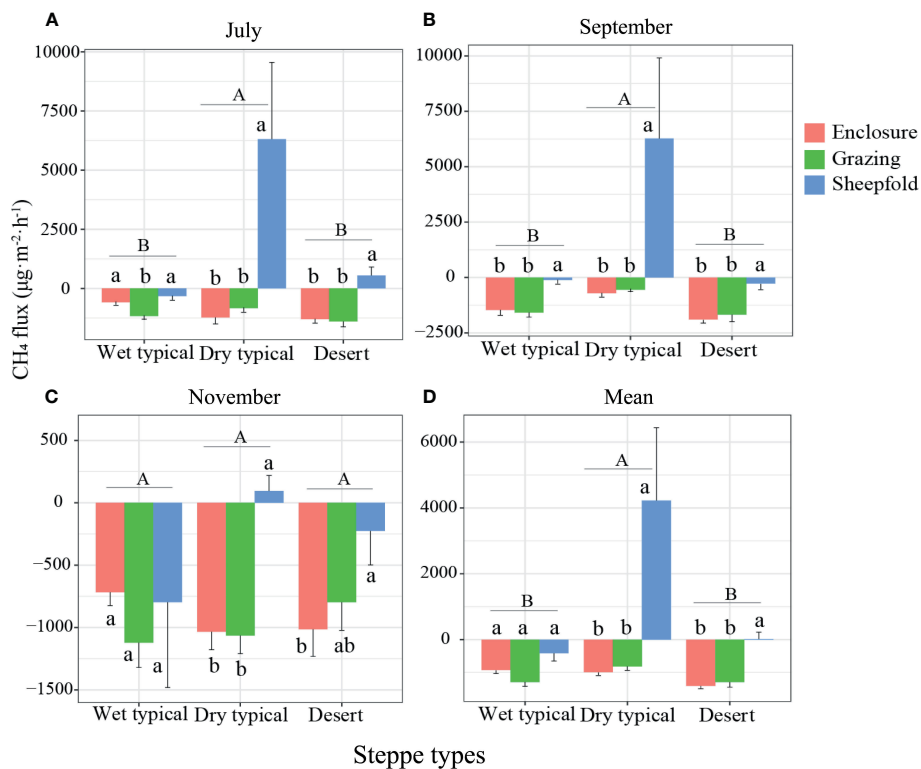 A
July
10000
7500
5000
2500
0
A
a
B
a b a
b b
B
b b a
Wet typical Dry typical Desert
B
September
10000
7500
5000
2500
0
−2500
A
a
B
b b a
b b
B
b b a
Wet typical Dry typical Desert
Enclosure
Grazing
Sheepfold
CH₄ flux (μg·m⁻²·h⁻¹)
C
November
500
0
−500
−1000
−1500
A
A
a
A
a a a
b b
b ab a
Wet typical Dry typical Desert
D
Mean
6000
4000
2000
0
A
a
B
a a a
b b
B
b b a
Wet typical Dry typical Desert
Steppe types